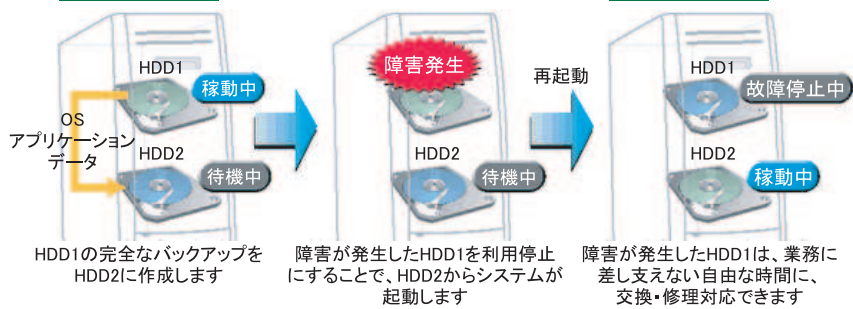 HDD1
稼動中
OS
アプリケーション
データ
HDD2
待機中
HDD1の完全なバックアップを
HDD2に作成します
障害発生
HDD2
待機中
障害が発生したHDD1を利用停止
にすることで、HDD2からシステムが
起動します
再起動
HDD1
故障停止中
HDD2
稼動中
障害が発生したHDD1は、業務に
差し支えない自由な時間に、
交換・修理対応できます